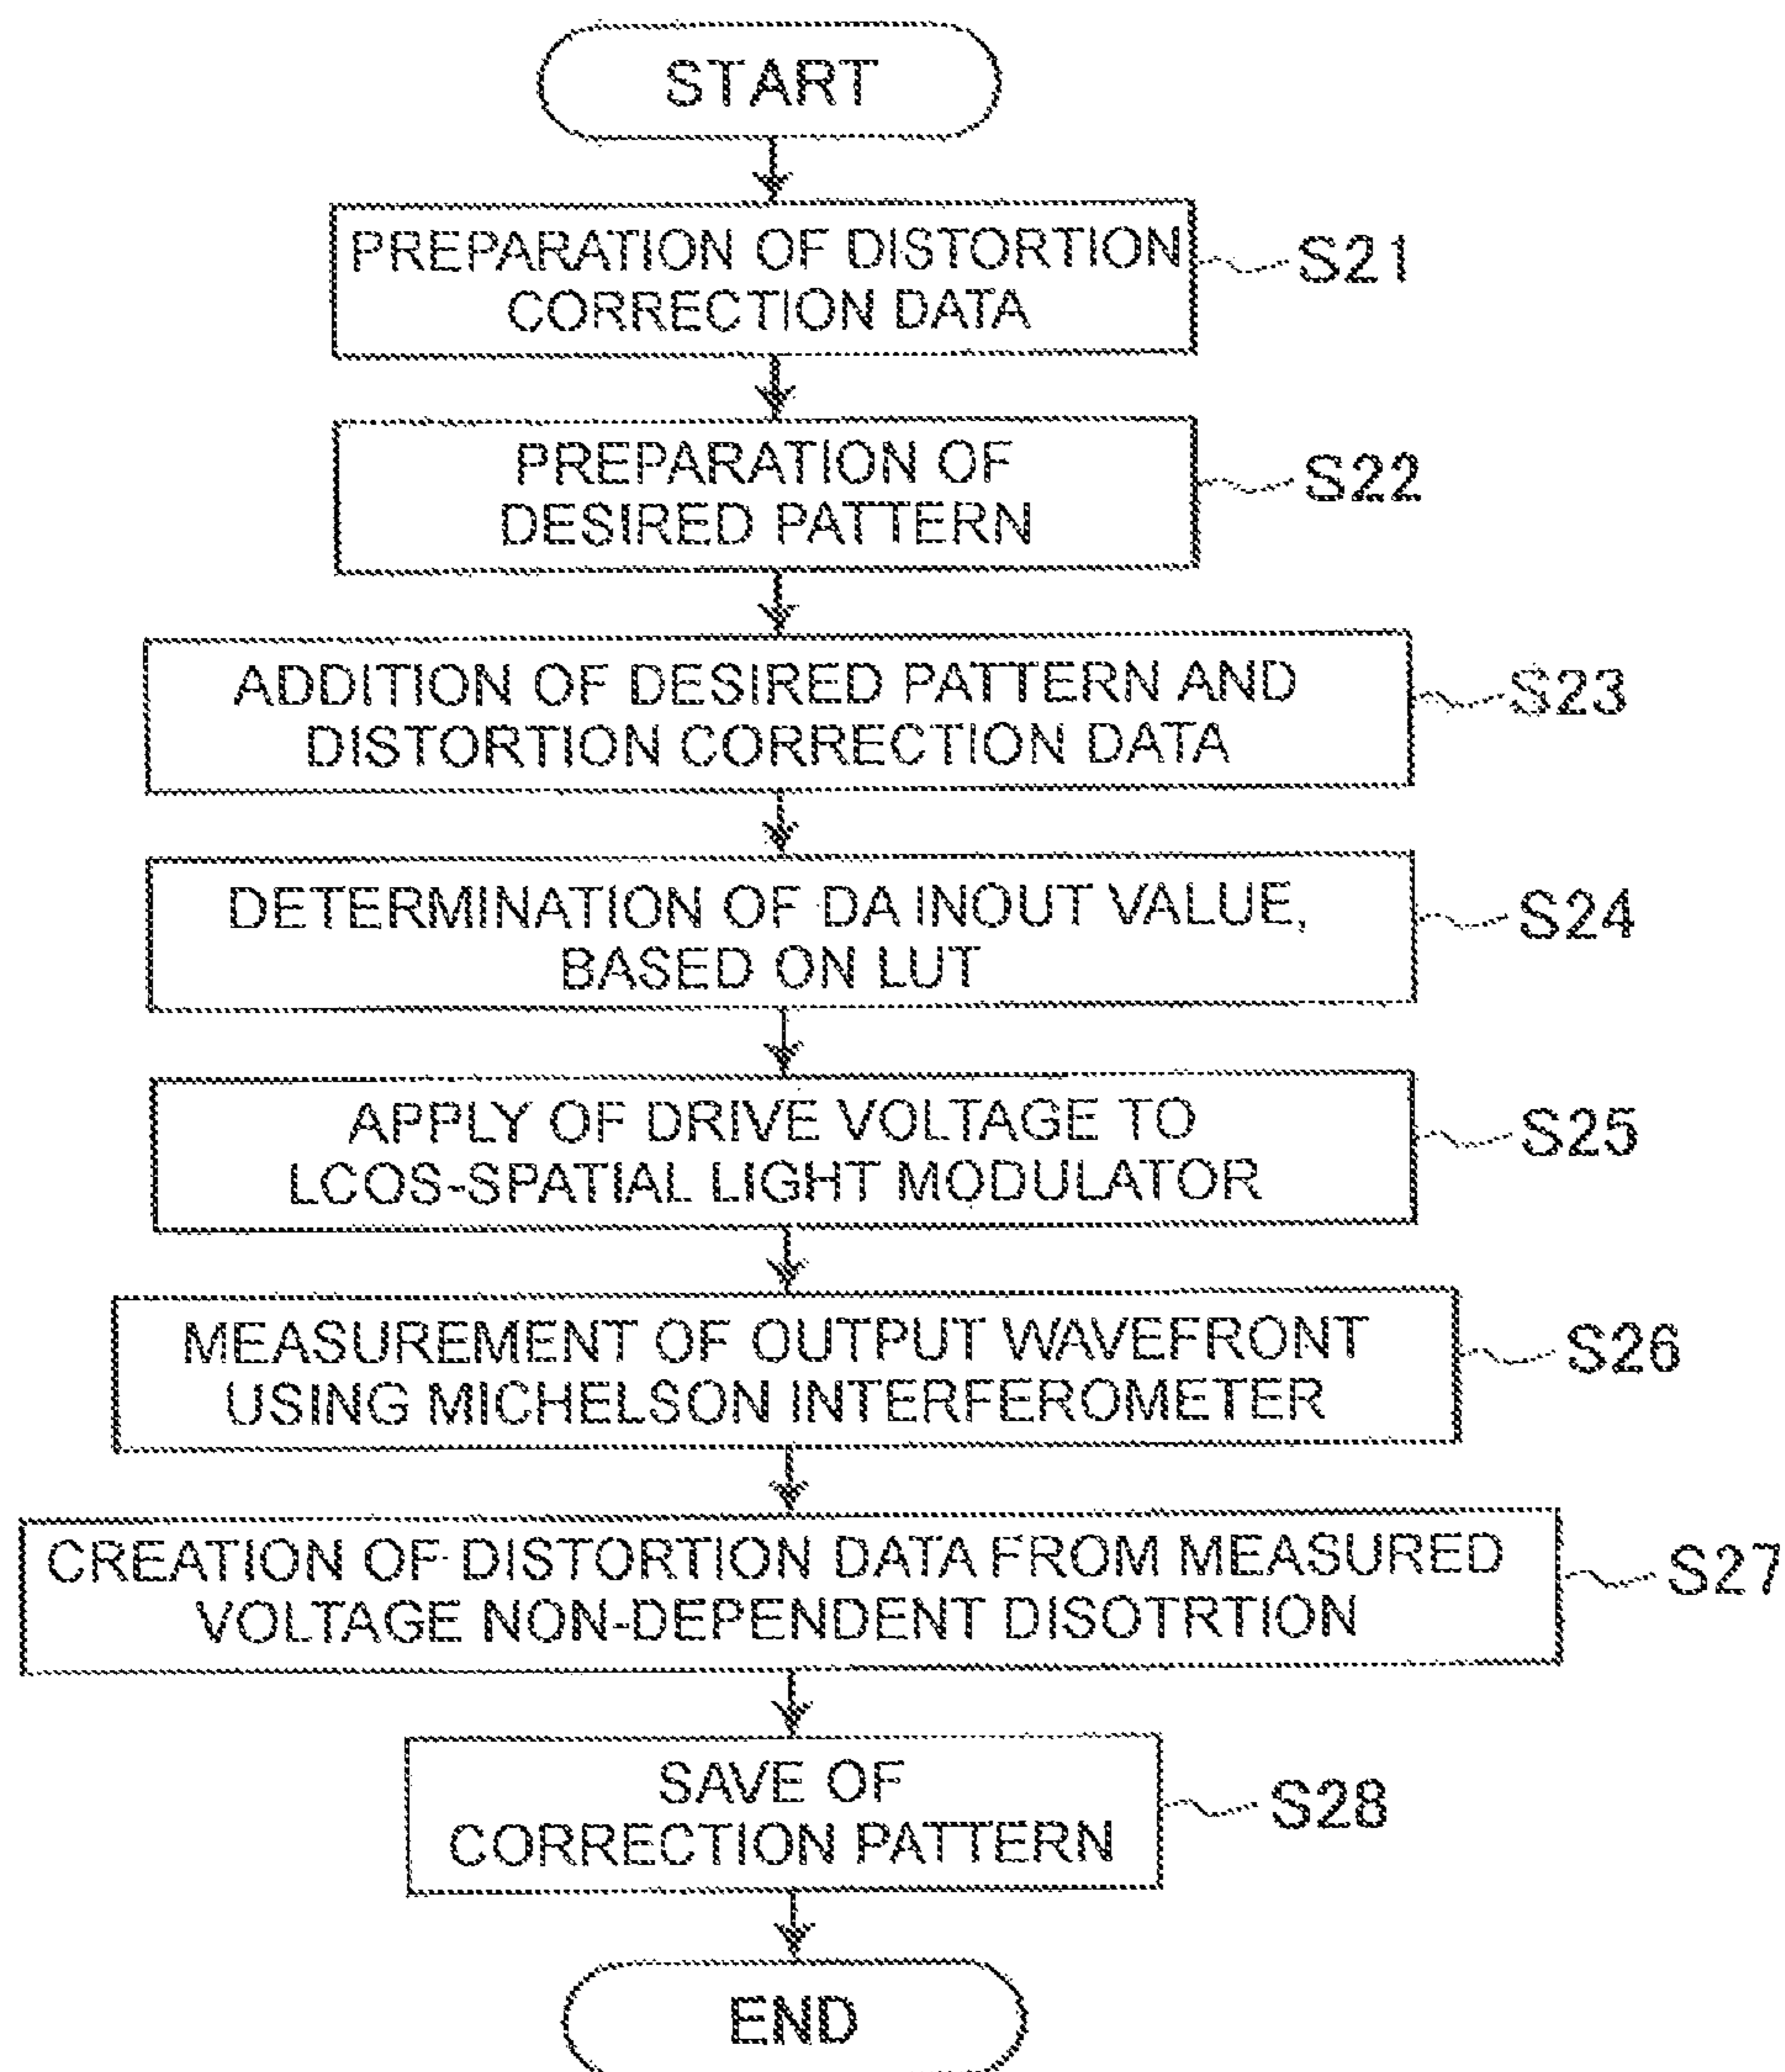 START
PREPARATION OF DISTORTION
CORRECTION DATA
S21
PREPARATION OF
DESIRED PATTERN
S22
ADDITION OF DESIRED PATTERN AND
DISTORTION CORRECTION DATA
S23
DETERMINATION OF DA INOUT VALUE,
BASED ON LUT
S24
APPLY OF DRIVE VOLTAGE TO
LCOS-SPATIAL LIGHT MODULATOR
S25
MEASUREMENT OF OUTPUT WAVEFRONT
USING MICHELSON INTERFEROMETER
S26
CREATION OF DISTORTION DATA FROM MEASURED
VOLTAGE NON-DEPENDENT DISOTRTION
S27
SAVE OF
CORRECTION PATTERN
S28
END